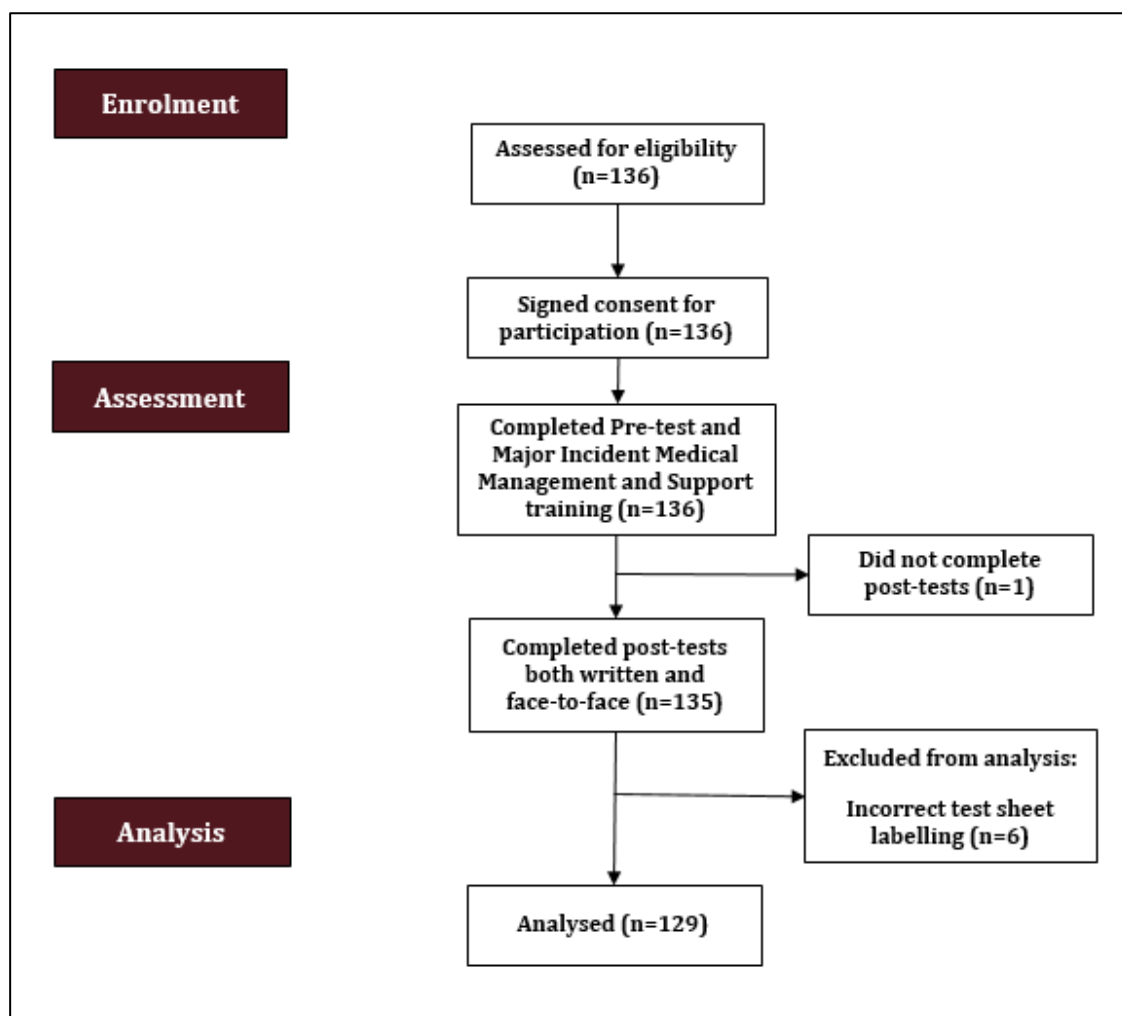 Enrolment
Assessed for eligibility
(n=136)
Signed consent for
participation (n=136)
Assessment
Completed Pre-test and
Major Incident Medical
Management and Support
training (n=136)
Did not complete
post-tests (n=1)
Completed post-tests
both written and
face-to-face (n=135)
Excluded from analysis:
Incorrect test sheet
labelling (n=6)
Analysis
Analysed (n=129)